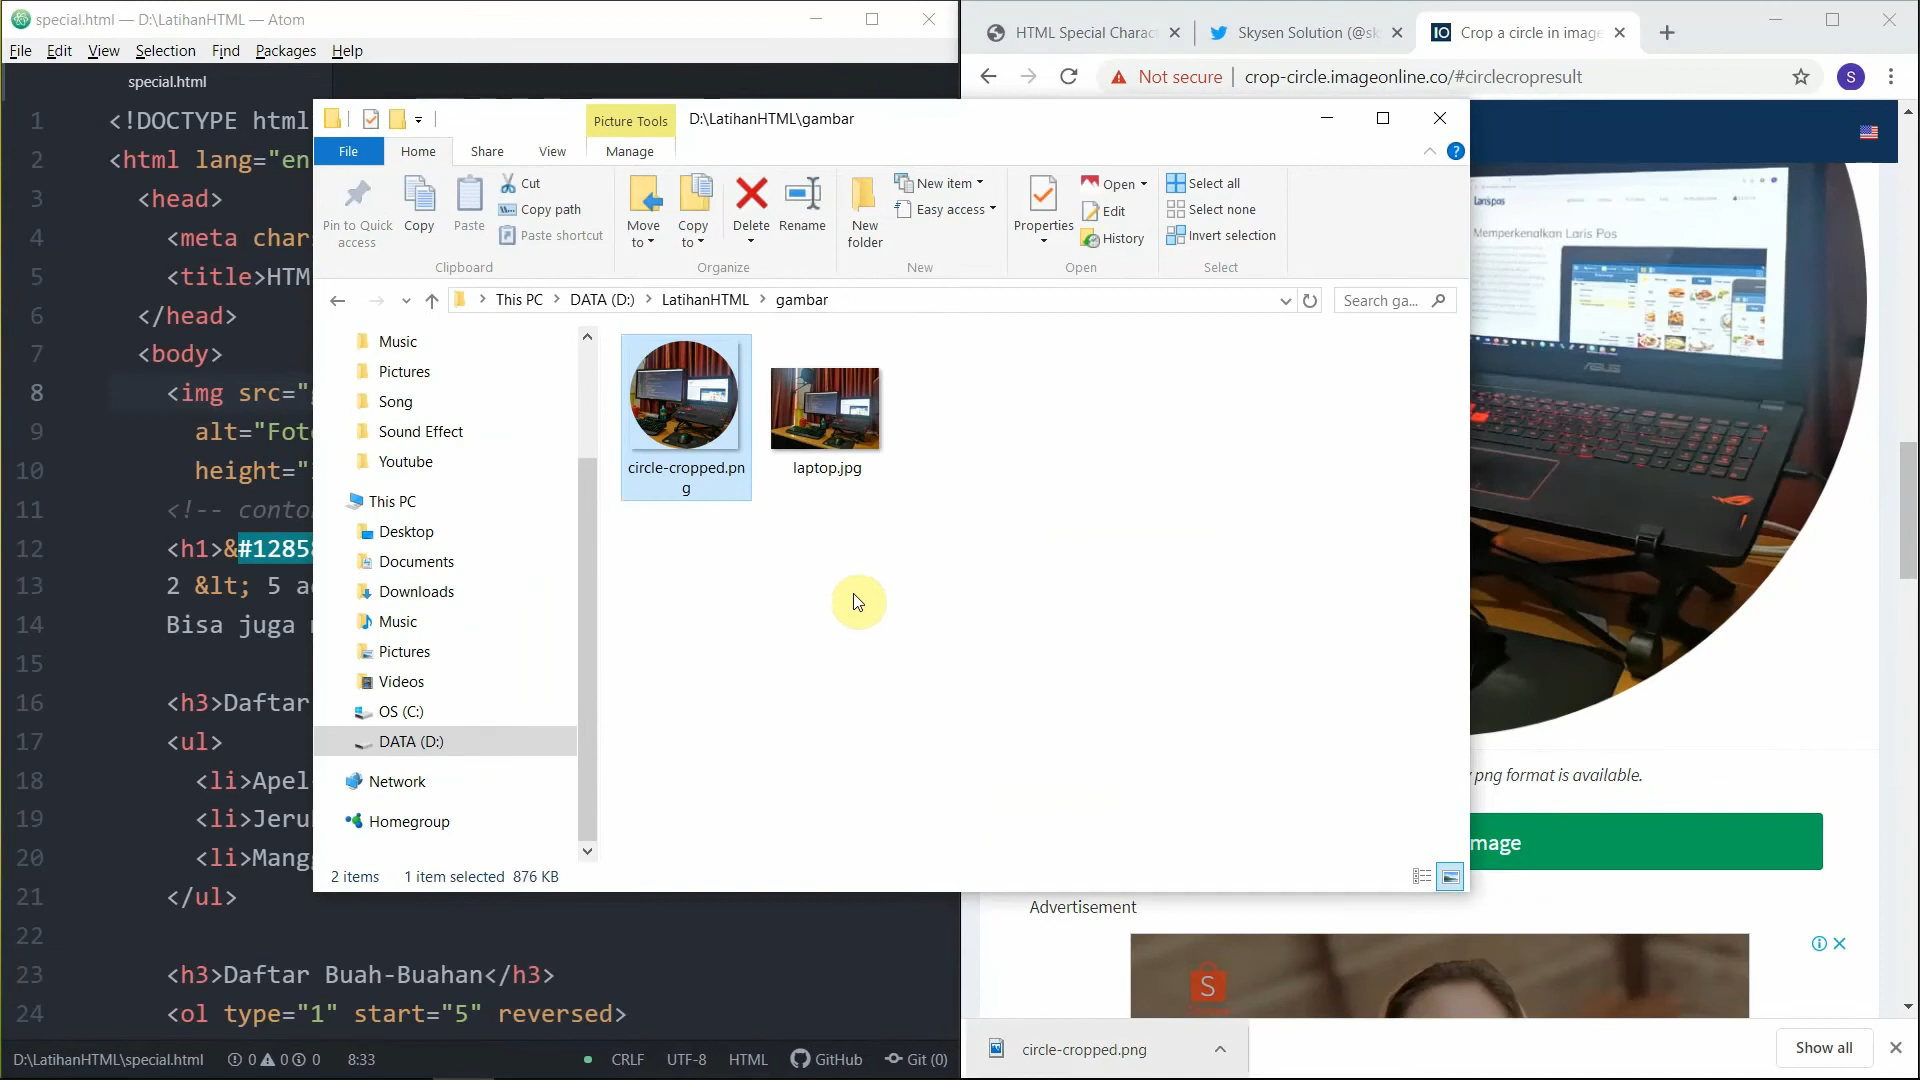 special.html — D:\LatihanHTML — Atom
File Edit View Selection Find Packages Help
special.html
1 <!DOCTYPE html
2 <html lang="en
3 <head>
4 <meta chars
5 <title>HTM
6 </head>
7 <body>
8 <img src="g
9 alt="Foto
10 height="
11 <!-- conto
12 <h1>&#1285
13 2 &lt; 5 ad
14 Bisa juga
15
16 <h3>Daftar
17 <ul>
18 <li>Apel
19 <li>Jeru
20 <li>Mangg
21 </ul>
22
23 <h3>Daftar Buah-Buahan</h3>
24 <ol type="1" start="5" reversed>
D:\LatihanHTML\special.html 0 0 0 8:33 CRLF UTF-8 HTML GitHub Git (0)
Picture Tools D:\LatihanHTML\gambar
File Home Share View Manage
Pin to Quick access
Copy
Paste
Cut
Copy path
Paste shortcut
Clipboard
Move to
Copy to
Delete
Rename
Organize
New folder
New item
Easy access
New
Properties
Open
Edit
History
Open
Select all
Select none
Invert selection
Select
This PC DATA (D:) LatihanHTML gambar
Search ga...
Music
Pictures
Song
Sound Effect
Youtube
This PC
Desktop
Documents
Downloads
Music
Pictures
Videos
OS (C:)
DATA (D:)
Network
Homegroup
circle-cropped.pn
g
laptop.jpg
2 items 1 item selected 876 KB
HTML Special Charac
Skysen Solution (@sk
Crop a circle in image
Not secure crop-circle.imageonline.co/#circlecropresult
S
Larispos
Memperkenalkan Laris Pos
ASUS
png format is available.
mage
Advertisement
S
circle-cropped.png
Show all